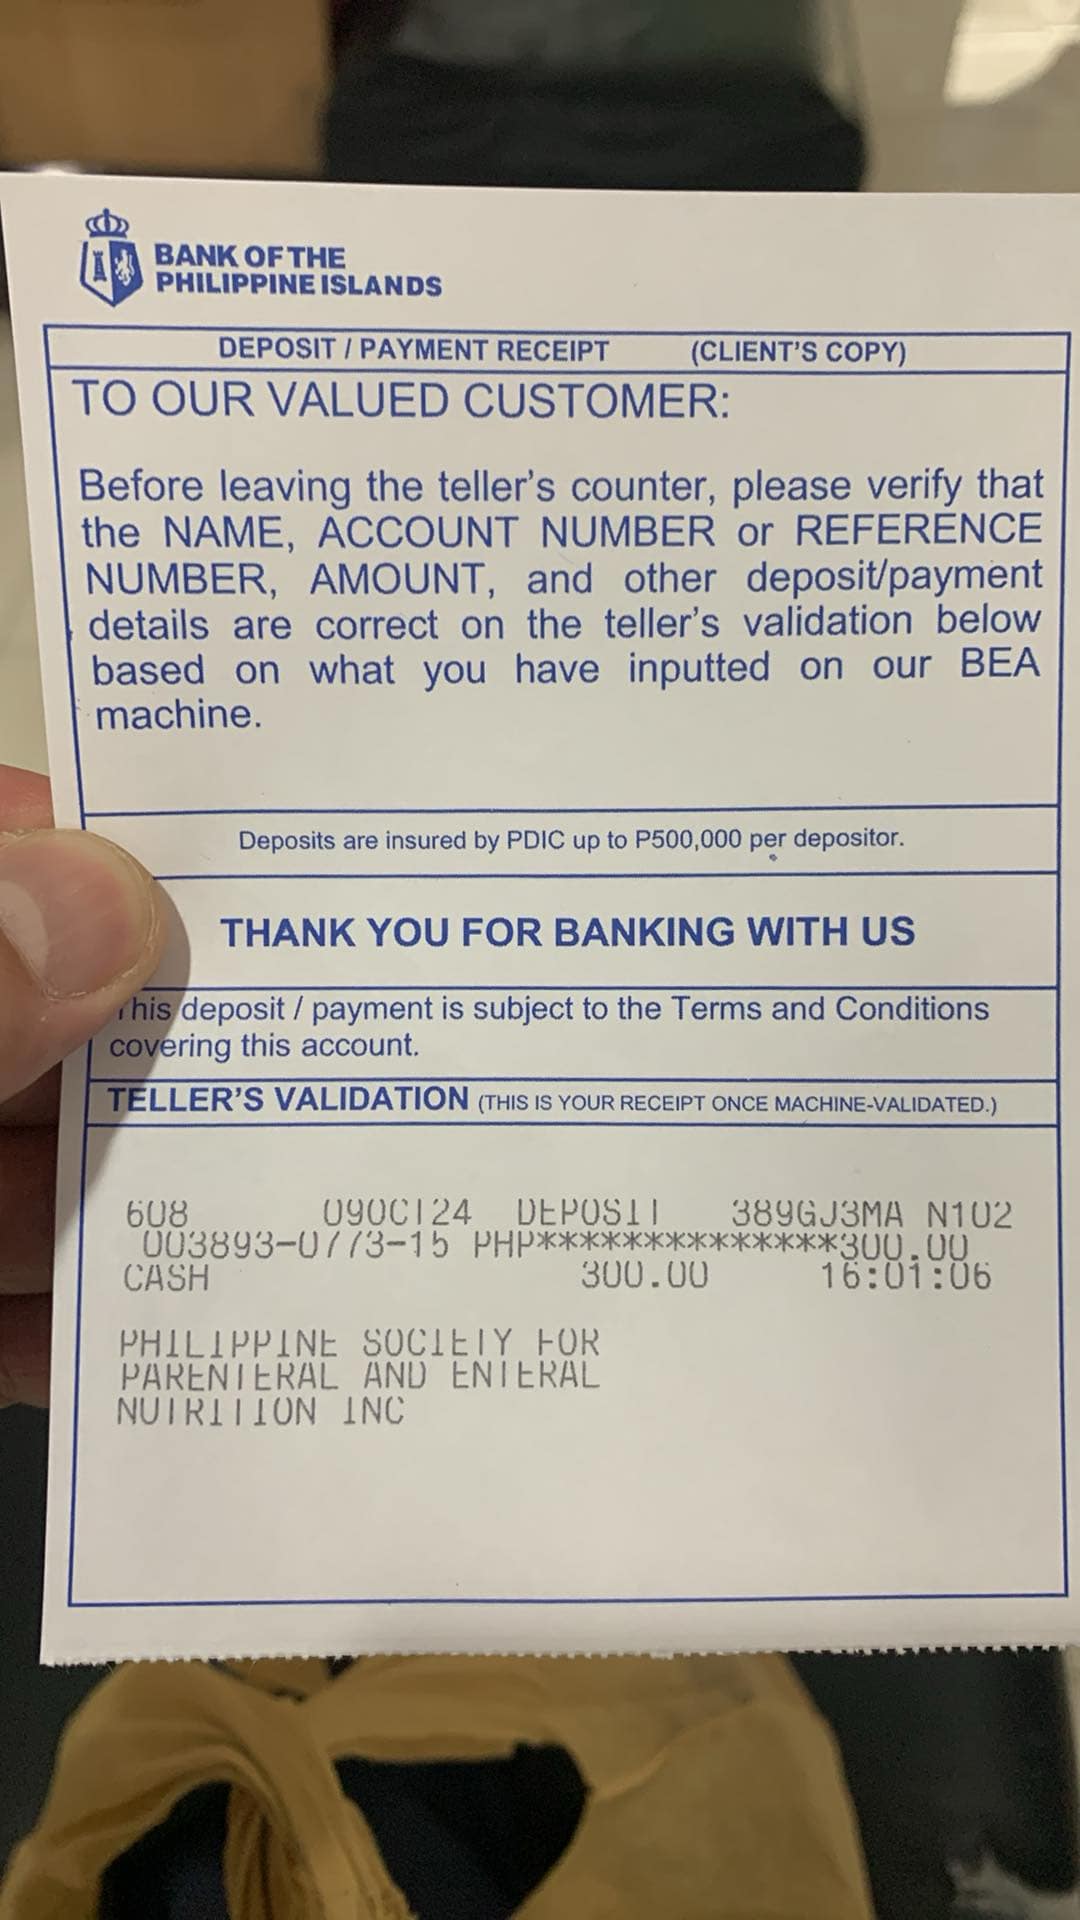 BANK OF THE
PHILIPPINE ISLANDS
DEPOSIT / PAYMENT RECEIPT (CLIENT'S COPY)
TO OUR VALUED CUSTOMER:
Before leaving the teller's counter, please verify that
the NAME, ACCOUNT NUMBER or REFERENCE
NUMBER, AMOUNT, and other deposit/payment
details are correct on the teller's validation below
based on what you have inputted on our BEA
machine.
Deposits are insured by PDIC up to P500,000 per depositor.
THANK YOU FOR BANKING WITH US
This deposit / payment is subject to the Terms and Conditions
covering this account.
TELLER'S VALIDATION (THIS IS YOUR RECEIPT ONCE MACHINE-VALIDATED.)
608 09OCT24 DEPOSIT 389GJ3MA N102
003893-0773-15 PHP**************300.00
CASH 300.00 16:01:06
PHILIPPINE SOCIETY FOR
PARENTERAL AND ENTERAL
NUTRITION INC